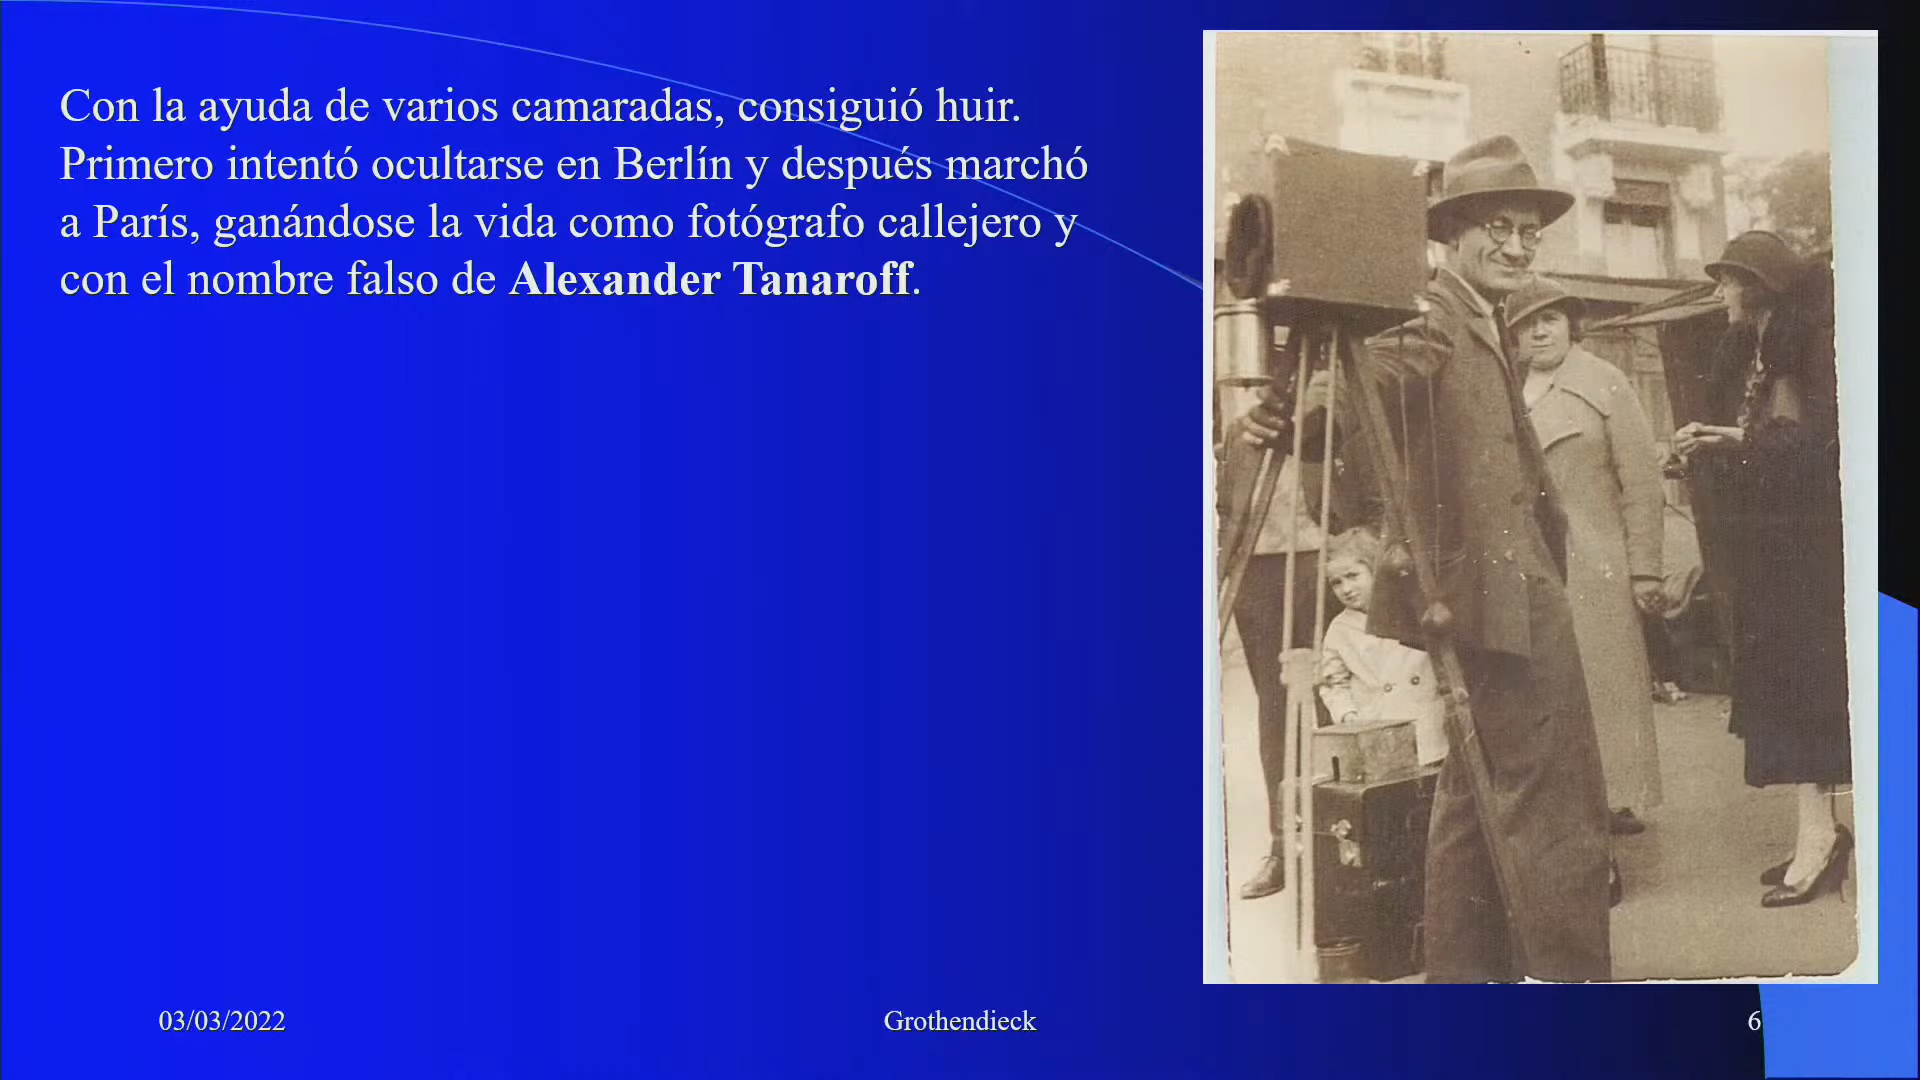 Con la ayuda de varios camaradas, consiguió huir.
Primero intentó ocultarse en Berlín y después marchó
a París, ganándose la vida como fotógrafo callejero y
con el nombre falso de Alexander Tanaroff.
03/03/2022
Grothendieck
6